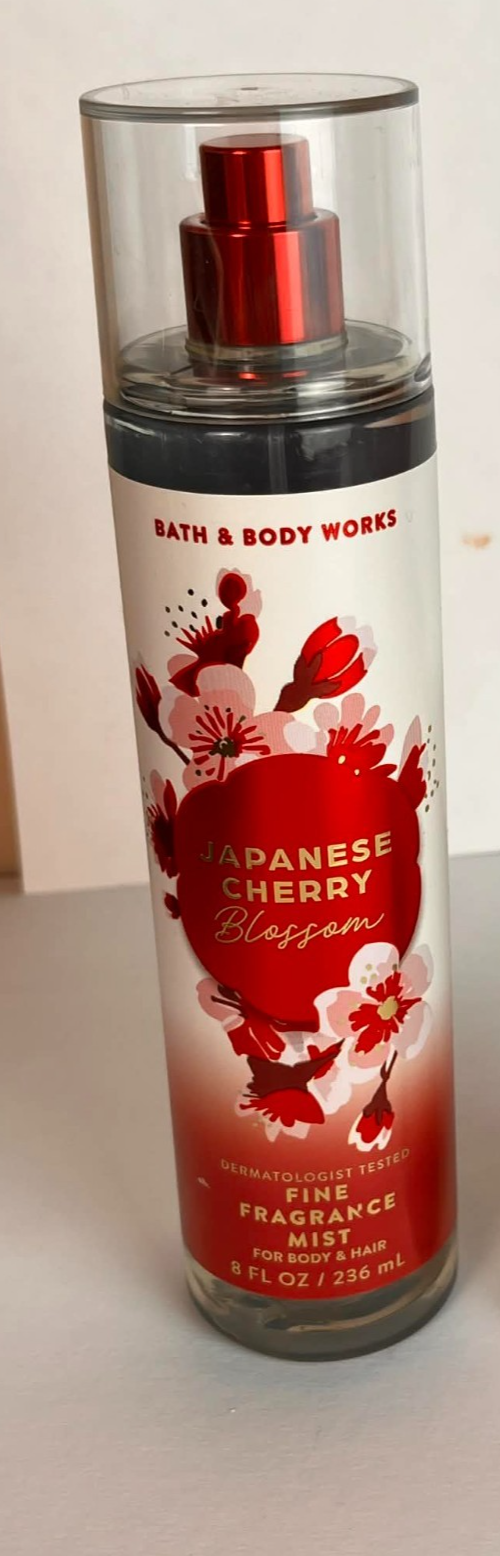 BATH & BODY WORKS
JAPANESE
CHERRY
Blossom
DERMATOLOGIST TESTED
FINE
FRAGRANCE
MIST
FOR BODY & HAIR
8 FL OZ / 236 mL